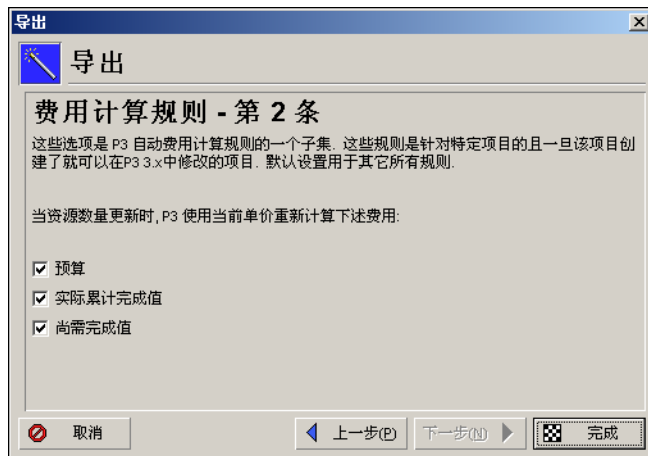 导出
导出
费用计算规则 - 第 2 条
这些选项是 P3 自动费用计算规则的一个子集. 这些规则是针对特定项目的且一旦该项目创
建了就可以在P3 3.x中修改的项目. 默认设置用于其它所有规则.
当资源数量更新时, P3 使用当前单价重新计算下述费用:
预算
实际累计完成值
尚需完成值
取消 上一步(P) 下一步(N) 完成